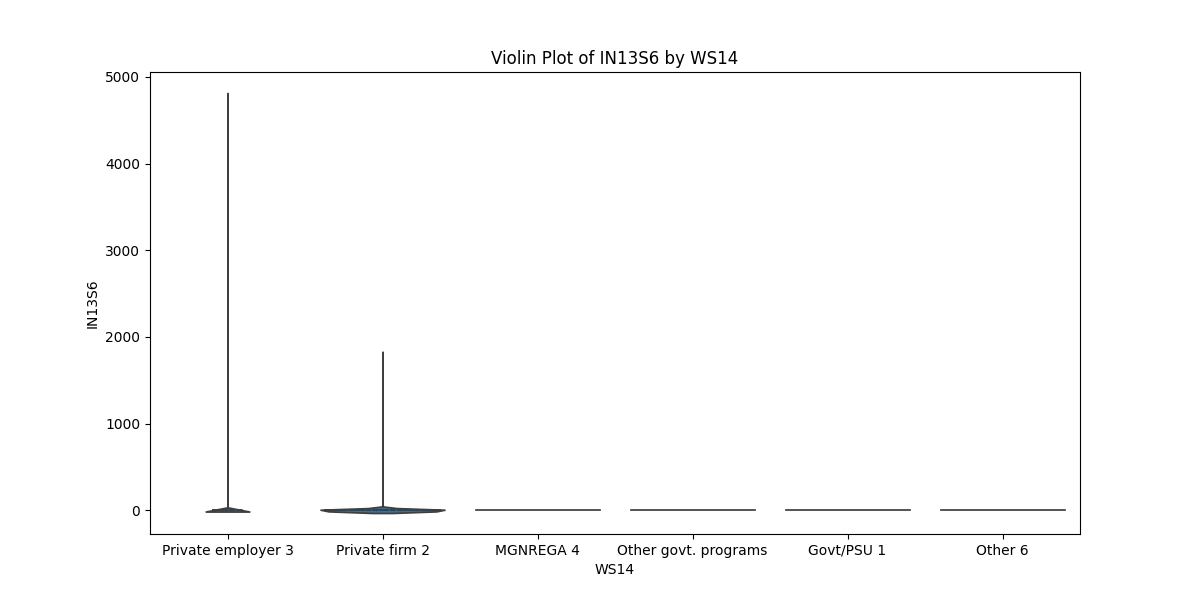 Violin Plot of IN13S6 by WS14
5000
4000
3000
2000
1000
0
IN13S6
Private employer 3
Private firm 2
MGNREGA 4
Other govt. programs
Govt/PSU 1
Other 6
WS14